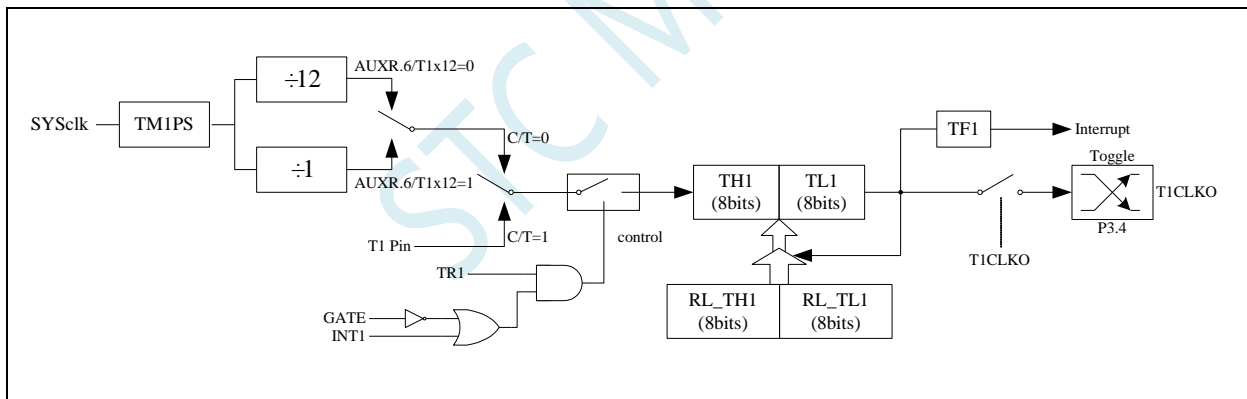 STC M
AUXR.6/T1x12=0
÷12
SYSclk
TM1PS
÷1
AUXR.6/T1x12=1
C/T=0
T1 Pin
C/T=1
TR1
GATE
INT1
control
TH1
(8bits)
TL1
(8bits)
RL_TH1
(8bits)
RL_TL1
(8bits)
TF1
Interrupt
Toggle
T1CLKO
P3.4
T1CLKO